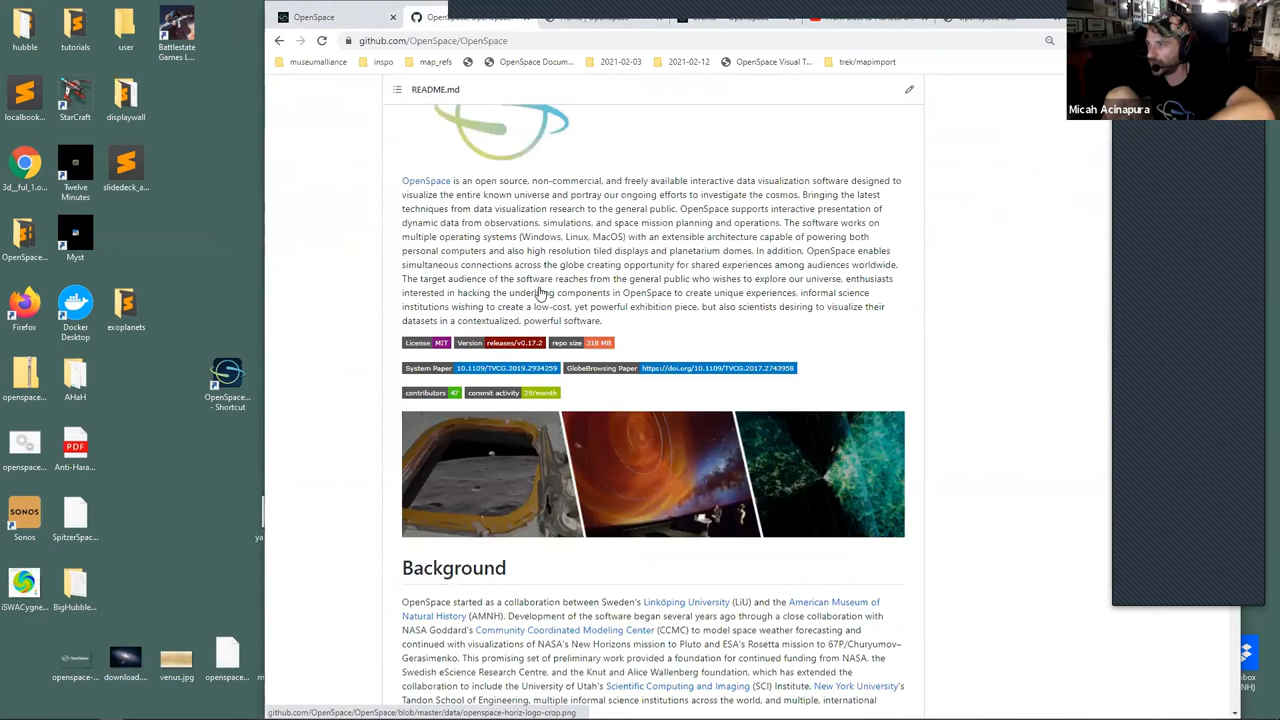 hubble
tutorials
user
Battlestate
Games L...
localbook...
StarCraft
displaywall
3d__ful_1.o...
Twelve
Minutes
slidedeck_a...
OpenSpace...
Myst
Firefox
Docker
Desktop
exoplanets
openspace...
AHaH
OpenSpace...
- Shortcut
openspace...
Anti-Hara...
PDF
SONOS
Sonos
SpitzerSpac...
iSWACygne...
BigHubble...
openspace-...
download....
venus.jpg
openspace...
OpenSpace
github.com/OpenSpace/OpenSpace
museumalliance
inspo
map_refs
OpenSpace Docum...
2021-02-03
2021-02-12
OpenSpace Visual T...
trek/mapimport
README.md
OpenSpace is an open source, non-commercial, and freely available interactive data visualization software designed to
visualize the entire known universe and portray our ongoing efforts to investigate the cosmos. Bringing the latest
techniques from data visualization research to the general public, OpenSpace supports interactive presentation of
dynamic data from observations, simulations, and space mission planning and operations. The software works on
multiple operating systems (Windows, Linux, MacOS) with an extensible architecture capable of powering both
personal computers and also high resolution tiled displays and planetarium domes. In addition, OpenSpace enables
simultaneous connections across the globe creating opportunity for shared experiences among audiences worldwide.
The target audience of the software reaches from the general public who wishes to explore our universe, enthusiasts
interested in hacking the underlying components in OpenSpace to create unique experiences, informal science
institutions wishing to create a low-cost, yet powerful exhibition piece, but also scientists desiring to visualize their
datasets in a contextualized, powerful software.
License MIT Version releases/v0.17.2 repo size 318 MB
System Paper 10.1109/TVCG.2019.2934259 GlobeBrowsing Paper https://doi.org/10.1109/TVCG.2017.2743958
contributors 47 commit activity 29/month
Background
OpenSpace started as a collaboration between Sweden's Linköping University (LiU) and the American Museum of
Natural History (AMNH). Development of the software began several years ago through a close collaboration with
NASA Goddard's Community Coordinated Modeling Center (CCMC) to model space weather forecasting and
continued with visualizations of NASA's New Horizons mission to Pluto and ESA's Rosetta mission to 67P/Churyumov–
Gerasimenko. This promising set of preliminary work provided a foundation for continued funding from NASA, the
Swedish eScience Research Centre, and the Knut and Alice Wallenberg foundation, which has extended the
collaboration to include the University of Utah's Scientific Computing and Imaging (SCI) Institute, New York University's
Tandon School of Engineering, multiple informal science institutions across the world, and multiple, international
github.com/OpenSpace/OpenSpace/blob/master/data/openspace-horiz-logo-crop.png
Micah Acinapura